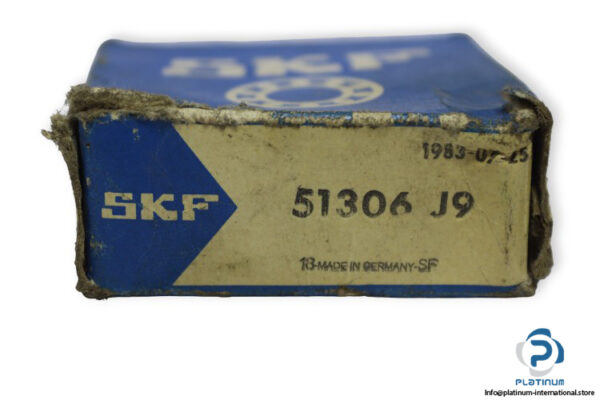 SKF
1983-07-25
SKF
51306 J9
18-MADE IN GERMANY-SF
PLATINUM
Info@platinum-international.store